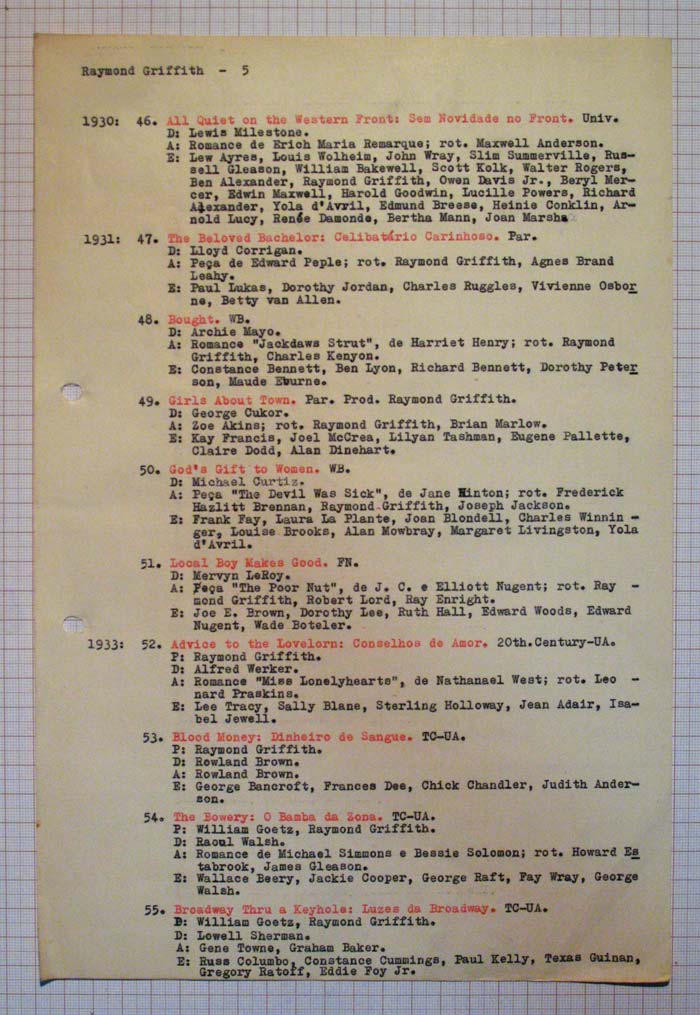 Raymond Griffith - 5
1930: 46. All Quiet on the Western Front: Sem Novidade no Front. Univ.
D: Lewis Milestone.
A: Romance de Erich Maria Remarque; rot. Maxwell Anderson.
E: Lew Ayres, Louis Wolheim, John Wray, Slim Summerville, Rus-
sell Gleason, William Bakewell, Scott Kolk, Walter Rogers,
Ben Alexander, Raymond Griffith, Owen Davis Jr., Beryl Mer-
cer, Edwin Maxwell, Harold Goodwin, Lucille Powers, Richard
Alexander, Yola d'Avril, Edmund Breese, Heinie Conklin, Ar-
nold Lucy, Renée Damonde, Bertha Mann, Joan Marsha
1931: 47. The Beloved Bachelor: Celibatário Carinhoso. Par.
D: Lloyd Corrigan.
A: Peça de Edward Peple; rot. Raymond Griffith, Agnes Brand
Leahy.
E: Paul Lukas, Dorothy Jordan, Charles Ruggles, Vivienne Osbor
ne, Betty van Allen.
48. Bought. WB.
D: Archie Mayo.
A: Romance "Jackdaws Strut", de Harriet Henry; rot. Raymond
Griffith, Charles Kenyon.
E: Constance Bennett, Ben Lyon, Richard Bennett, Dorothy Peter
son, Maude Eburne.
49. Girls About Town. Par. Prod. Raymond Griffith.
D: George Cukor.
A: Zoe Akins; rot. Raymond Griffith, Brian Marlow.
E: Kay Francis, Joel McCrea, Lilyan Tashman, Eugene Pallette,
Claire Dodd, Alan Dinehart.
50. God's Gift to Women. WB.
D: Michael Curtiz.
A: Peça "The Devil Was Sick", de Jane Hinton; rot. Frederick
Hazlitt Brennan, Raymond Griffith, Joseph Jackson.
E: Frank Fay, Laura La Plante, Joan Blondell, Charles Winnin -
ger, Louise Brooks, Alan Mowbray, Margaret Livingston, Yola
d'Avril.
51. Local Boy Makes Good. FN.
D: Mervyn LeRoy.
A: Peça "The Poor Nut", de J. C. e Elliott Nugent; rot. Ray -
mond Griffith, Robert Lord, Ray Enright.
E: Joe E. Brown, Dorothy Lee, Ruth Hall, Edward Woods, Edward
Nugent, Wade Boteler.
1933: 52. Advice to the Lovelorn: Conselhos de Amor. 20th.Century-UA.
P: Raymond Griffith.
D: Alfred Werker.
A: Romance "Miss Lonelyhearts", de Nathanael West; rot. Leo -
nard Praskins.
E: Lee Tracy, Sally Blane, Sterling Holloway, Jean Adair, Isa-
bel Jewell.
53. Blood Money: Dinheiro de Sangue. TC-UA.
P: Raymond Griffith.
D: Rowland Brown.
A: Rowland Brown.
E: George Bancroft, Frances Dee, Chick Chandler, Judith Ander-
son.
54. The Bowery: O Bamba da Zona. TC-UA.
P: William Goetz, Raymond Griffith.
D: Raoul Walsh.
A: Romance de Michael Simmons e Bessie Solomon; rot. Howard Es
tabrook, James Gleason.
E: Wallace Beery, Jackie Cooper, George Raft, Fay Wray, George
Walsh.
55. Broadway Thru a Keyhole: Luzes da Broadway. TC-UA.
P: William Goetz, Raymond Griffith.
D: Lowell Sherman.
A: Gene Towne, Graham Baker.
E: Russ Columbo, Constance Cummings, Paul Kelly, Texas Guinan,
Gregory Ratoff, Eddie Foy Jr.